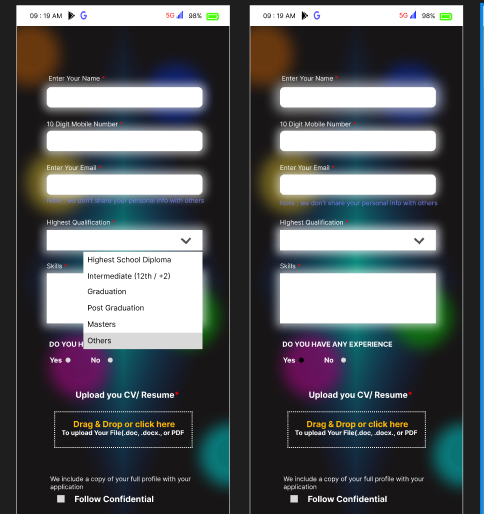 09 : 19 AM G 5G 98%
Enter Your Name *
10 Digit Mobile Number
Enter Your Email *
Note : We don't share your personal info with others
Highest Qualification
Highest School Diploma
Intermediate (12th / +2)
Graduation
Post Graduation
Masters
Others
Skills
DO YOU H
Yes No
Upload you CV/ Resume*
Drag & Drop or click here
To upload Your File(.doc, .docx., or PDF
We include a copy of your full profile with your
application
Follow Confidential
09 : 19 AM G 5G 98%
Enter Your Name *
10 Digit Mobile Number *
Enter Your Email *
Note : We don't share your personal info with others
Highest Qualification
Skills *
DO YOU HAVE ANY EXPERIENCE
Yes No
Upload you CV/ Resume*
Drag & Drop or click here
To upload Your File(.doc, .docx., or PDF
We include a copy of your full profile with your
application
Follow Confidential